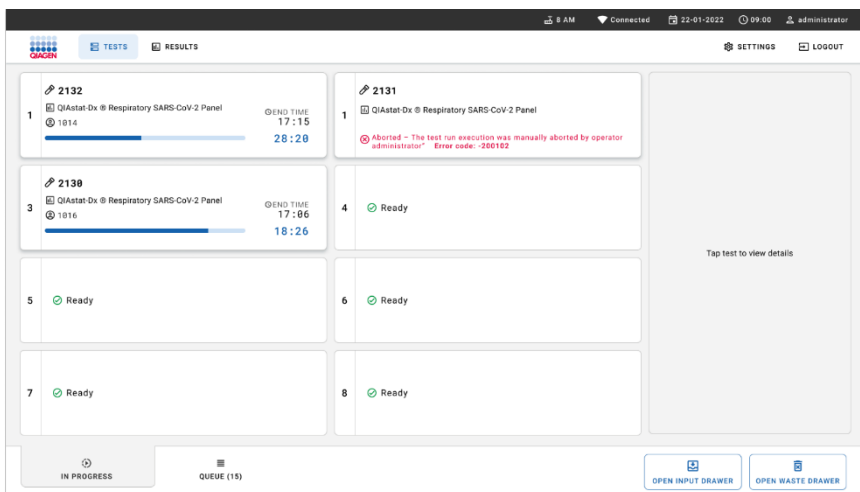 8 AM Connected 22-01-2022 09:00 administrator
QIAGEN TESTS RESULTS SETTINGS LOGOUT
1
2132
QIAstat-Dx ® Respiratory SARS-CoV-2 Panel
1014
END TIME
17:15
28:20
1
2131
QIAstat-Dx ® Respiratory SARS-CoV-2 Panel
Aborted – The test run execution was manually aborted by operator
administrator" Error code: -200102
3
2130
QIAstat-Dx ® Respiratory SARS-CoV-2 Panel
1016
END TIME
17:06
18:26
4 Ready
Tap test to view details
5 Ready
6 Ready
7 Ready
8 Ready
IN PROGRESS
QUEUE (15)
OPEN INPUT DRAWER
OPEN WASTE DRAWER